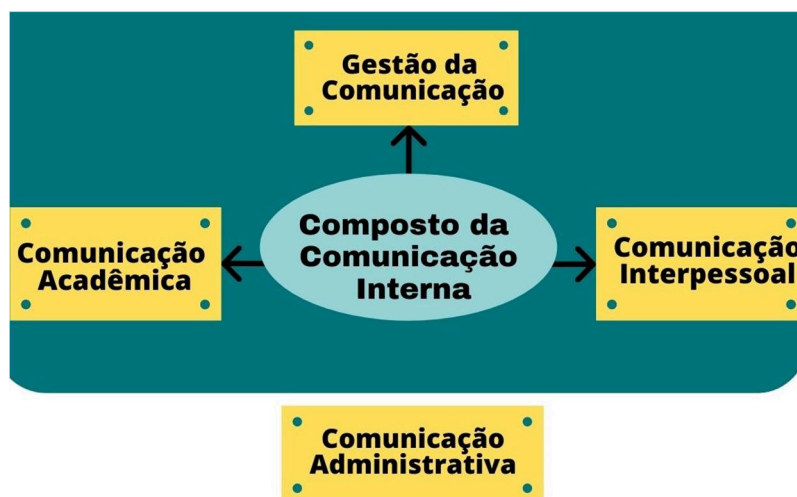 Gestão da
Comunicação
Comunicação
Acadêmica
Composto da
Comunicação
Interna
Comunicação
Interpessoal
Comunicação
Administrativa